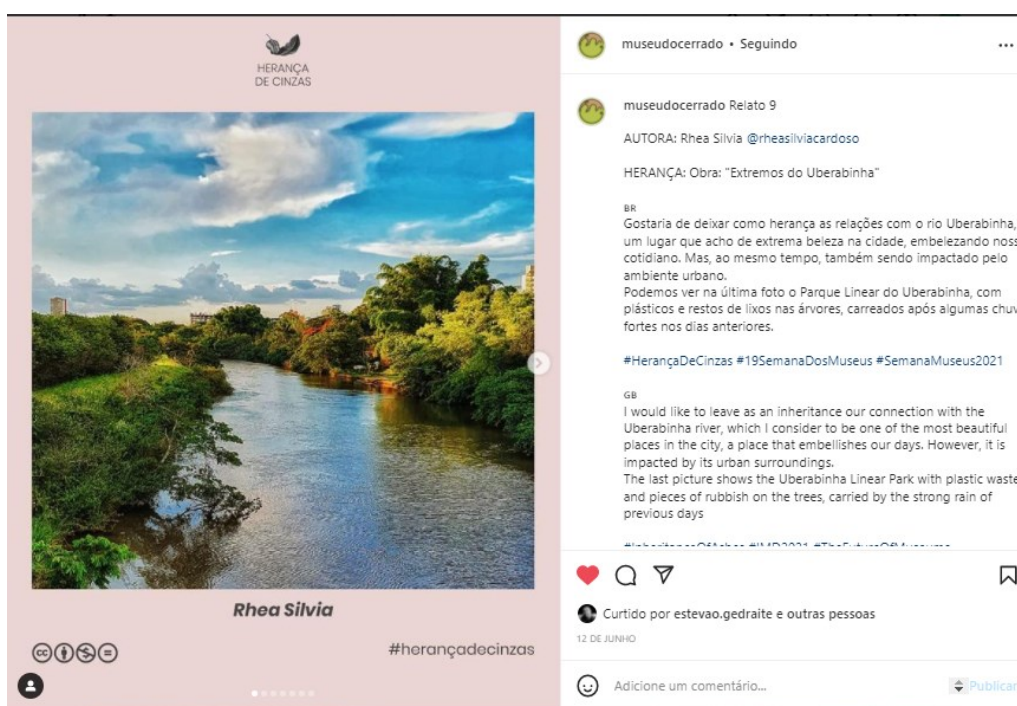 HERANÇA
DE CINZAS
Rhea Silvia
#herançadecinzas
museudocerrado • Seguindo
museudocerrado Relato 9
AUTORA: Rhea Silvia @rheasilviacardoso
HERANÇA: Obra: "Extremos do Uberabinha"
BR
Gostaria de deixar como herança as relações com o rio Uberabinha,
um lugar que acho de extrema beleza na cidade, embelezando noss
cotidiano. Mas, ao mesmo tempo, também sendo impactado pelo
ambiente urbano.
Podemos ver na última foto o Parque Linear do Uberabinha, com
plásticos e restos de lixos nas árvores, carreados após algumas chuv
fortes nos dias anteriores.
#HerançaDeCinzas #19SemanaDosMuseus #SemanaMuseus2021
GB
I would like to leave as an inheritance our connection with the
Uberabinha river, which I consider to be one of the most beautiful
places in the city, a place that embellishes our days. However, it is
impacted by its urban surroundings.
The last picture shows the Uberabinha Linear Park with plastic waste
and pieces of rubbish on the trees, carried by the strong rain of
previous days
Curtido por estevao.gedraite e outras pessoas
12 DE JUNHO
Adicione um comentário...
Publicar